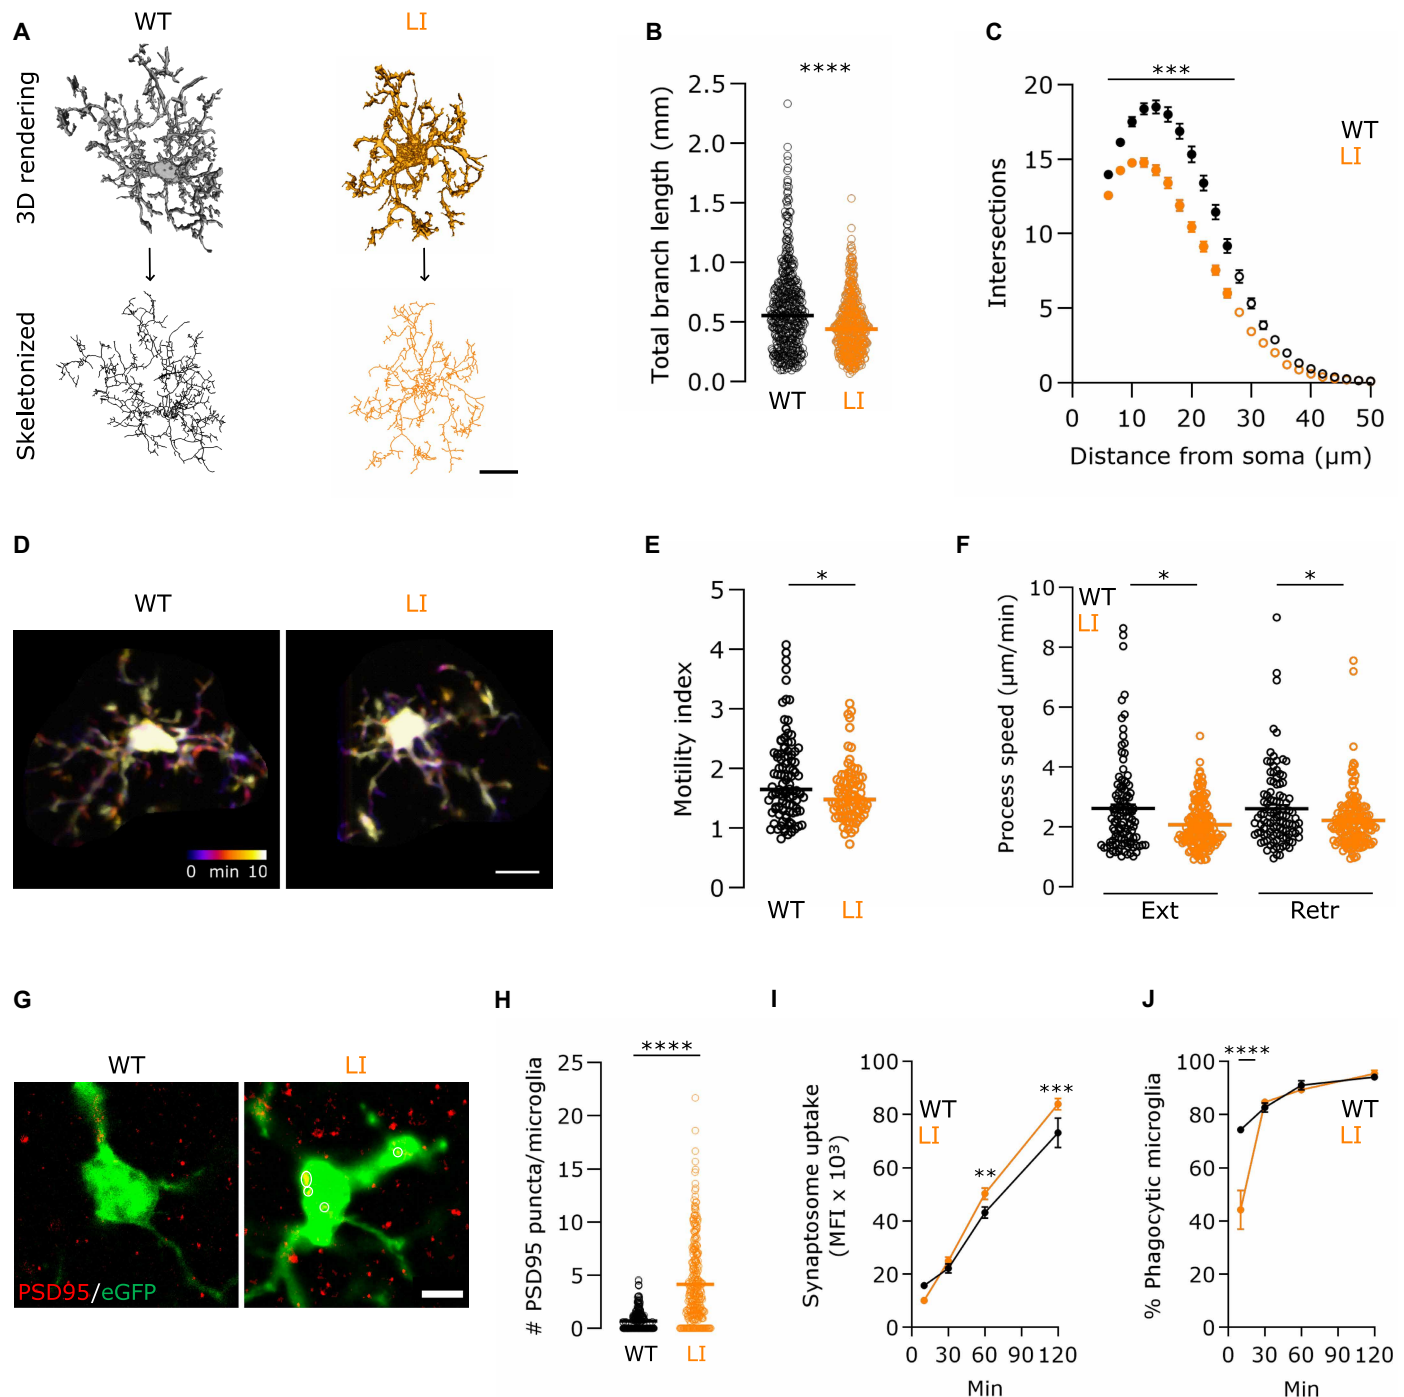 A
WT
LI
3D rendering
Skeletonized
B
****
Total branch length (mm)
2.5
2.0
1.5
1.0
0.5
0.0
WT
LI
C
***
Intersections
20
15
10
5
0
WT
LI
0 10 20 30 40 50
Distance from soma (μm)
D
WT
LI
0 min 10
E
*
Motility index
5
4
3
2
1
0
WT
LI
F
*
*
Process speed (μm/min)
10
8
6
4
2
0
WT
LI
Ext
Retr
G
WT
LI
PSD95/eGFP
H
****
# PSD95 puncta/microglia
25
20
15
10
5
0
WT
LI
I
Synaptosome uptake
(MFI x 10³)
100
80
60
40
20
0
WT
LI
**
***
0 30 60 90 120
Min
J
****
% Phagocytic microglia
100
80
60
40
20
0
WT
LI
0 30 60 90 120
Min